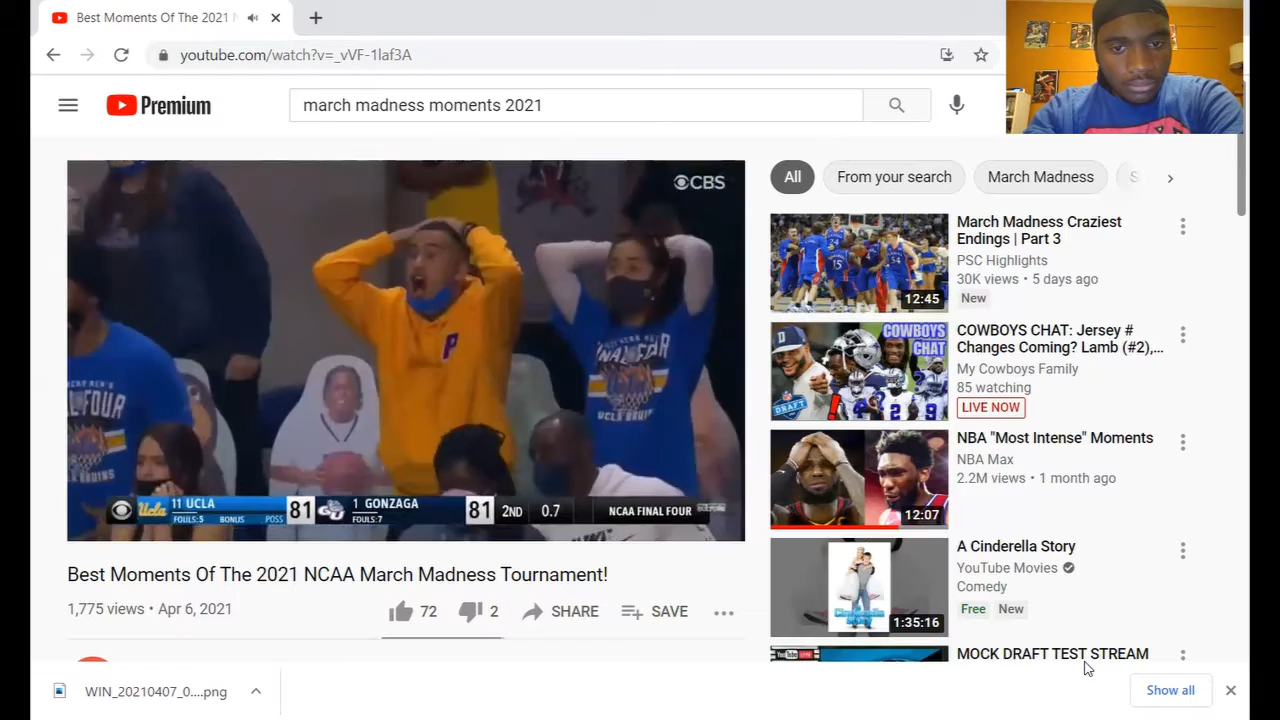 Best Moments Of The 2021
youtube.com/watch?v=_vVF-1laf3A
Premium
march madness moments 2021
CBS
All
From your search
March Madness
S
March Madness Craziest
Endings | Part 3
PSC Highlights
30K views • 5 days ago
New
12:45
COWBOYS CHAT: Jersey #
Changes Coming? Lamb (#2),...
My Cowboys Family
85 watching
LIVE NOW
COWBOYS
CHAT
DRAFT
NBA "Most Intense" Moments
NBA Max
2.2M views • 1 month ago
12:07
A Cinderella Story
YouTube Movies
Comedy
Free
New
1:35:16
MOCK DRAFT TEST STREAM
P
FOUR
Ucla
11 UCLA
FOULS:5
BONUS
POSS
81
1 GONZAGA
FOULS:7
81
2ND
0.7
NCAA FINAL FOUR
Best Moments Of The 2021 NCAA March Madness Tournament!
1,775 views • Apr 6, 2021
72
2
SHARE
SAVE
WIN_20210407_0....png
Show all